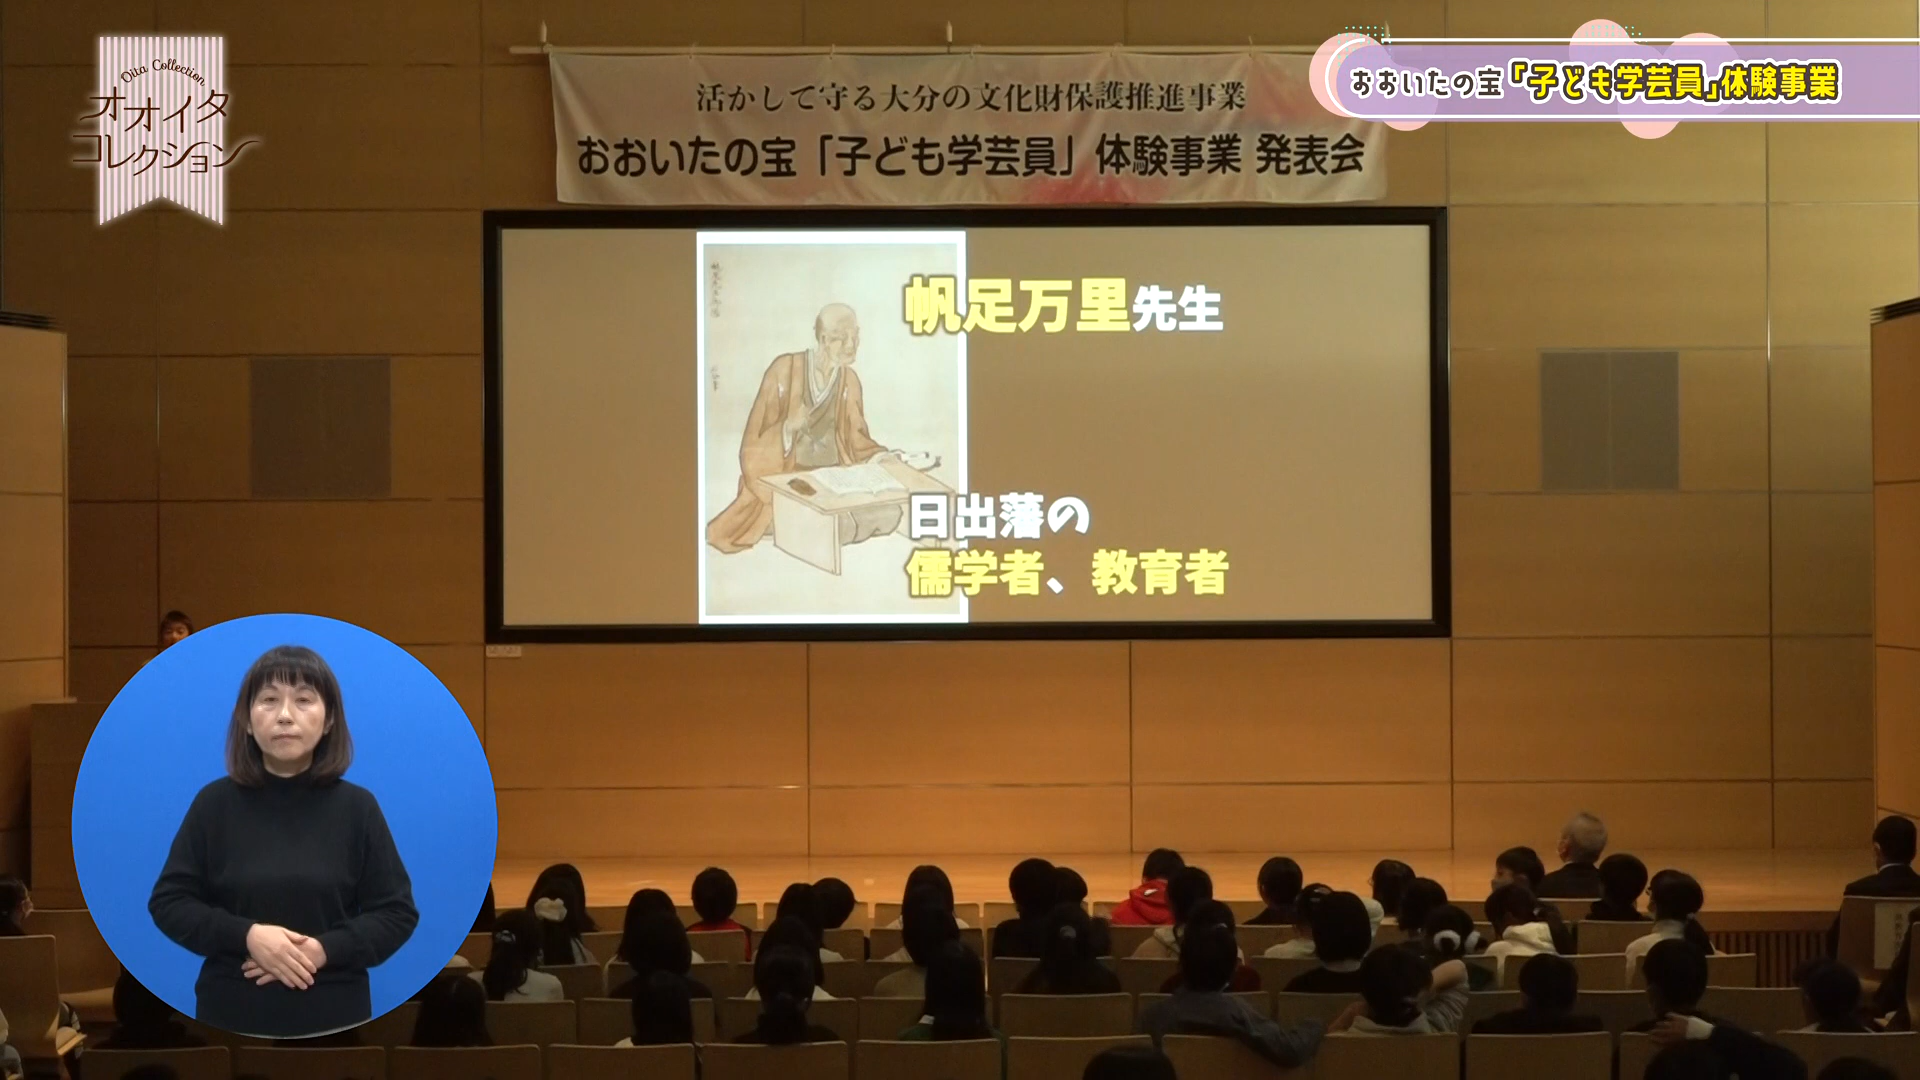 Oita Collection
オオイタ
コレクション
おおいたの宝「子ども学芸員」体験事業
活かして守る大分の文化財保護推進事業
おおいたの宝「子ども学芸員」体験事業 発表会
帆足万里先生
日出藩の
儒学者、教育者